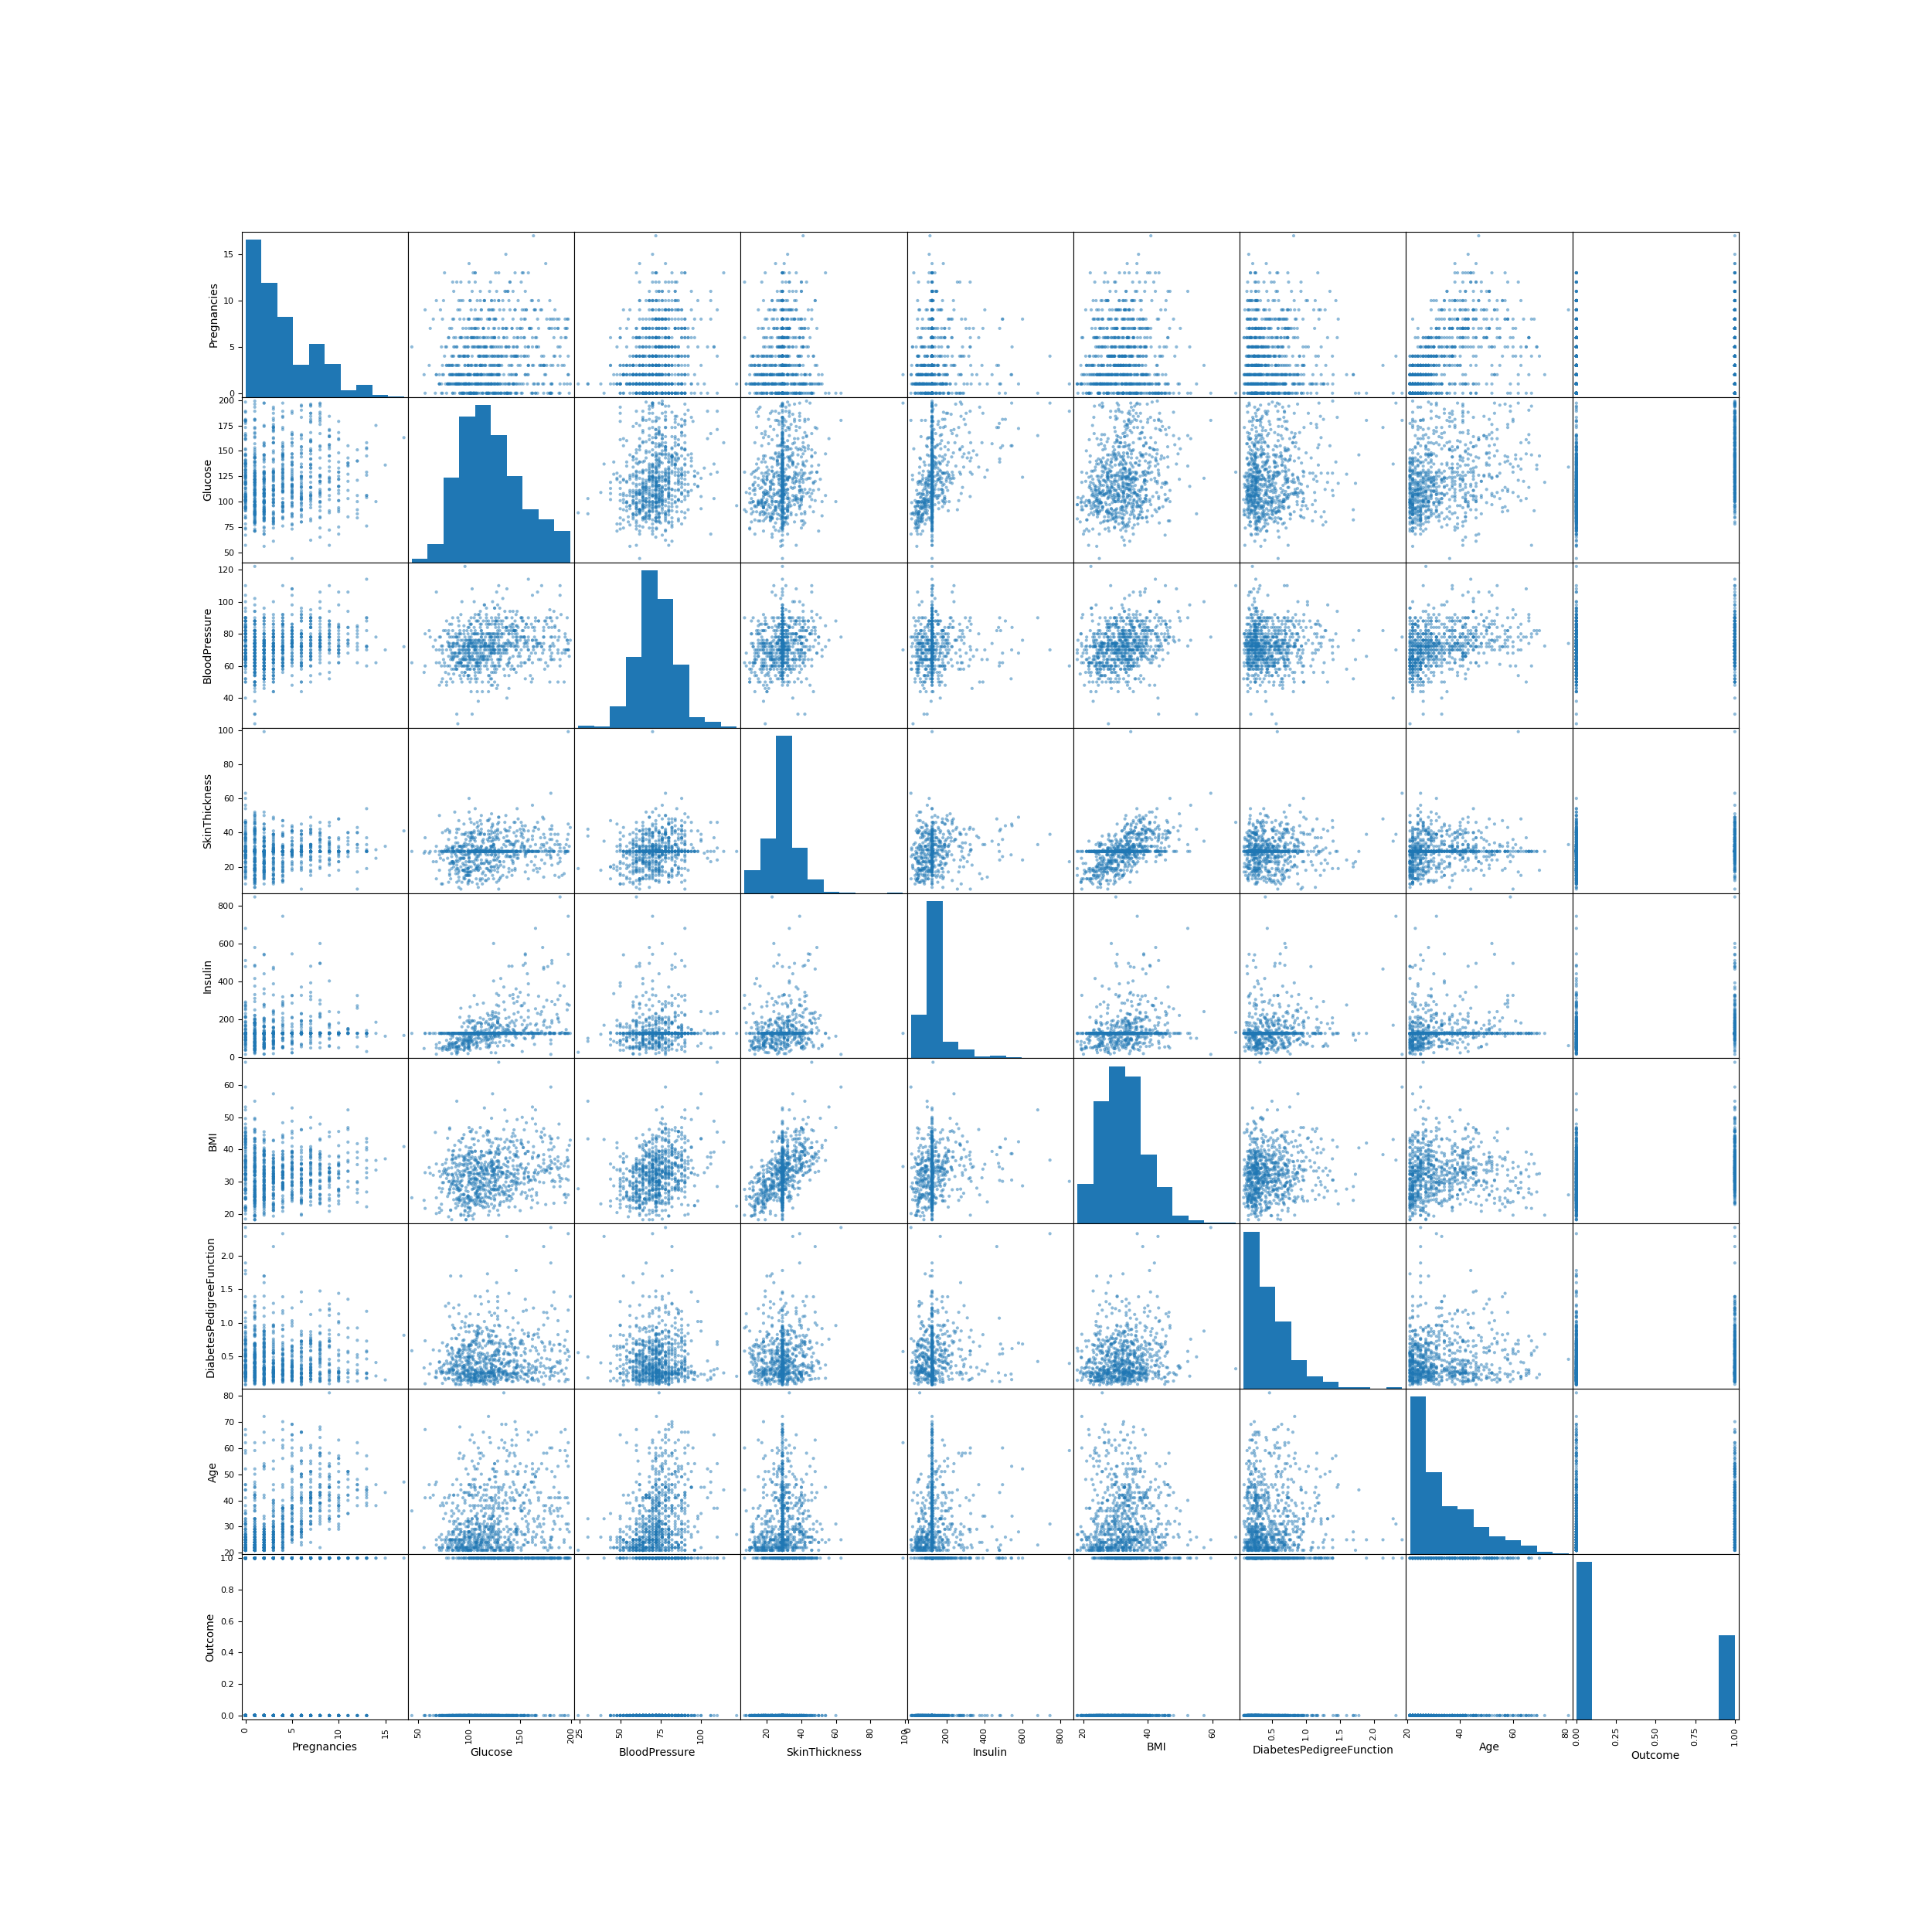 Pregnancies
15
10
5
0
Glucose
200
175
150
125
100
75
50
BloodPressure
120
100
80
60
40
SkinThickness
100
80
60
40
20
Insulin
800
600
400
200
0
BMI
60
50
40
30
20
DiabetesPedigreeFunction
2.0
1.5
1.0
0.5
Age
80
70
60
50
40
30
20
Outcome
1.0
0.8
0.6
0.4
0.2
0.0
0 5 10 15
50 100 150 200
25 50 75 100
20 40 60 80 100
0 200 400 600 800
20 40 60
0.5 1.0 1.5 2.0
20 40 60 80
0.00 0.25 0.50 0.75 1.00
Pregnancies Glucose BloodPressure SkinThickness Insulin BMI DiabetesPedigreeFunction Age Outcome